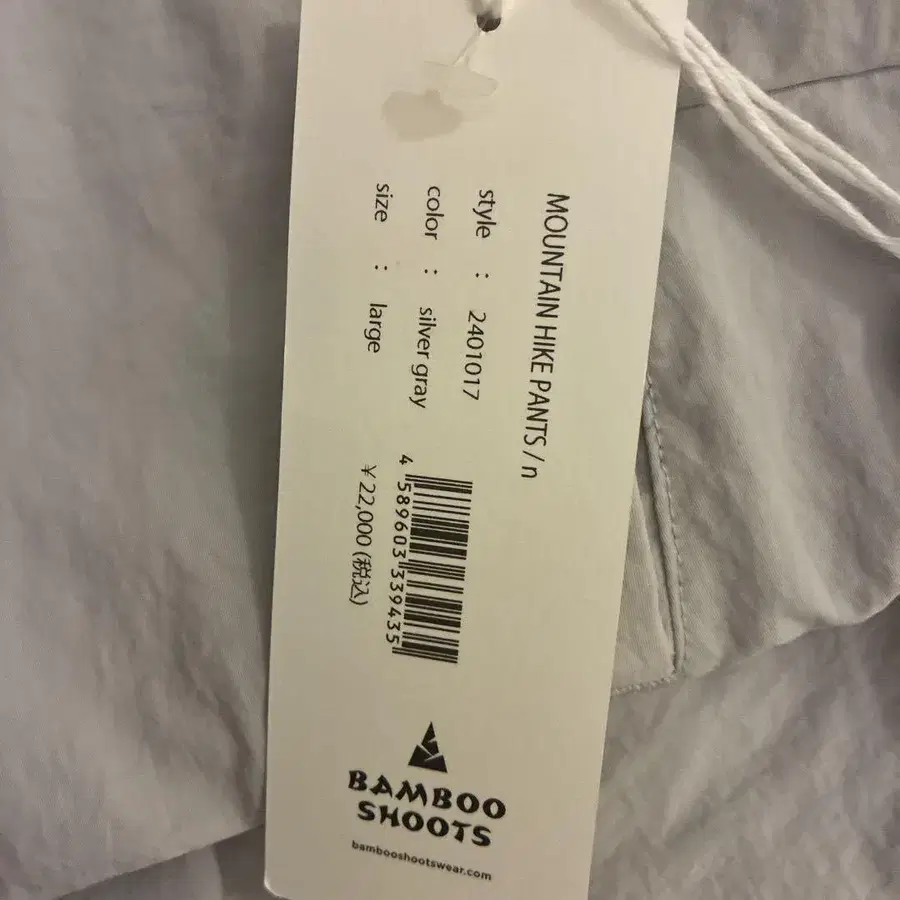 MOUNTAIN HIKE PANTS / n
style : 2401017
color : silver gray
size : large
4 589603 339435
¥22,000 (税込)
BAMBOO
SHOOTS
bambooshootswear.com